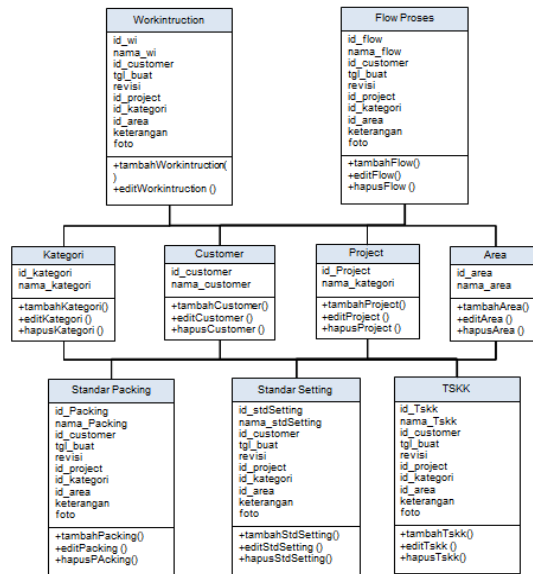 Workintruction
id_wi
nama_wi
id_customer
tgl_buat
revisi
id_project
id_kategori
id_area
keterangan
foto
+tambahWorkintruction(
)
+editWorkintruction ()
Flow Proses
id_flow
nama_flow
id_customer
tgl_buat
revisi
id_project
id_kategori
id_area
keterangan
foto
+tambahFlow()
+editFlow()
+hapusFlow ()
Kategori
id_kategori
nama_kategori
+tambahKategori()
+editKategori ()
+hapusKategori ()
Customer
id_customer
nama_customer
+tambahCustomer()
+editCustomer ()
+hapusCustomer ()
Project
id_Project
nama_kategori
+tambahProject()
+editProject ()
+hapusProject ()
Area
id_area
nama_area
+tambahArea()
+editArea ()
+hapusArea ()
Standar Packing
id_Packing
nama_Packing
id_customer
tgl_buat
revisi
id_project
id_kategori
id_area
keterangan
foto
+tambahPacking()
+editPacking ()
+hapusPAcking ()
Standar Setting
id_stdSetting
nama_stdSetting
id_customer
tgl_buat
revisi
id_project
id_kategori
id_area
keterangan
foto
+tambahStdSetting()
+editStdSetting ()
+hapusStdSetting ()
TSKK
id_Tskk
nama_Tskk
id_customer
tgl_buat
revisi
id_project
id_kategori
id_area
keterangan
foto
+tambahTskk()
+editTskk ()
+hapusTskk()